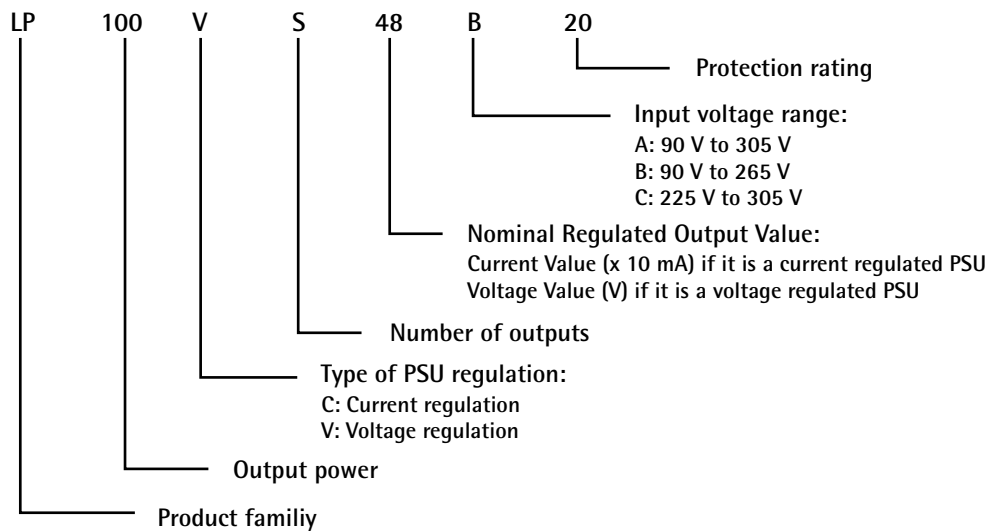 LP 100 V S 48 B 20
Protection rating
Input voltage range:
A: 90 V to 305 V
B: 90 V to 265 V
C: 225 V to 305 V
Nominal Regulated Output Value:
Current Value (x 10 mA) if it is a current regulated PSU
Voltage Value (V) if it is a voltage regulated PSU
Number of outputs
Type of PSU regulation:
C: Current regulation
V: Voltage regulation
Output power
Product familiy